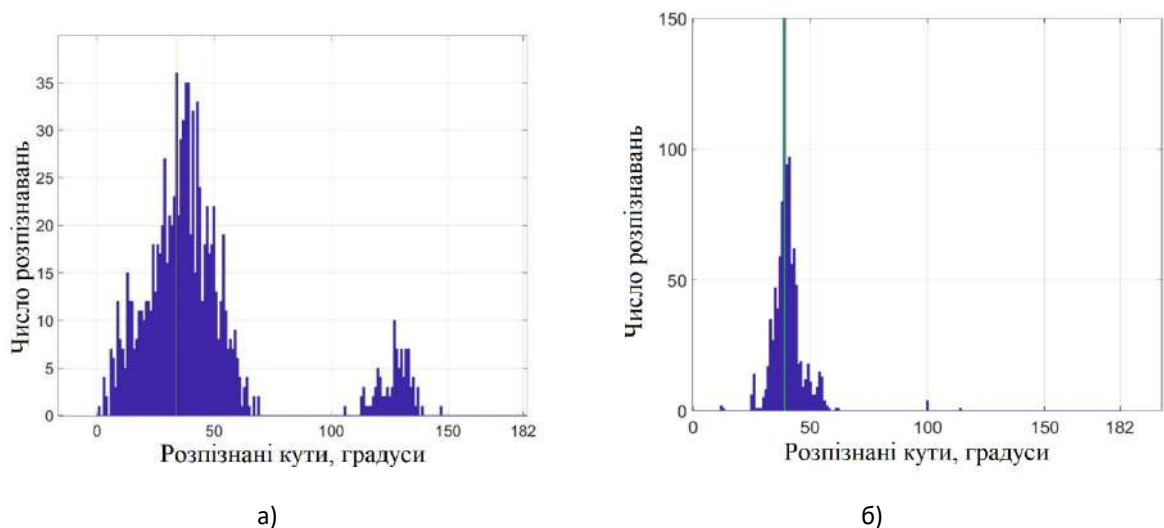 35
30
25
20
15
10
5
0
Число розпізнавань
0 50 100 150 182
Розпізнані кути, градуси
а)
150
100
50
0
Число розпізнавань
0 50 100 150 182
Розпізнані кути, градуси
б)